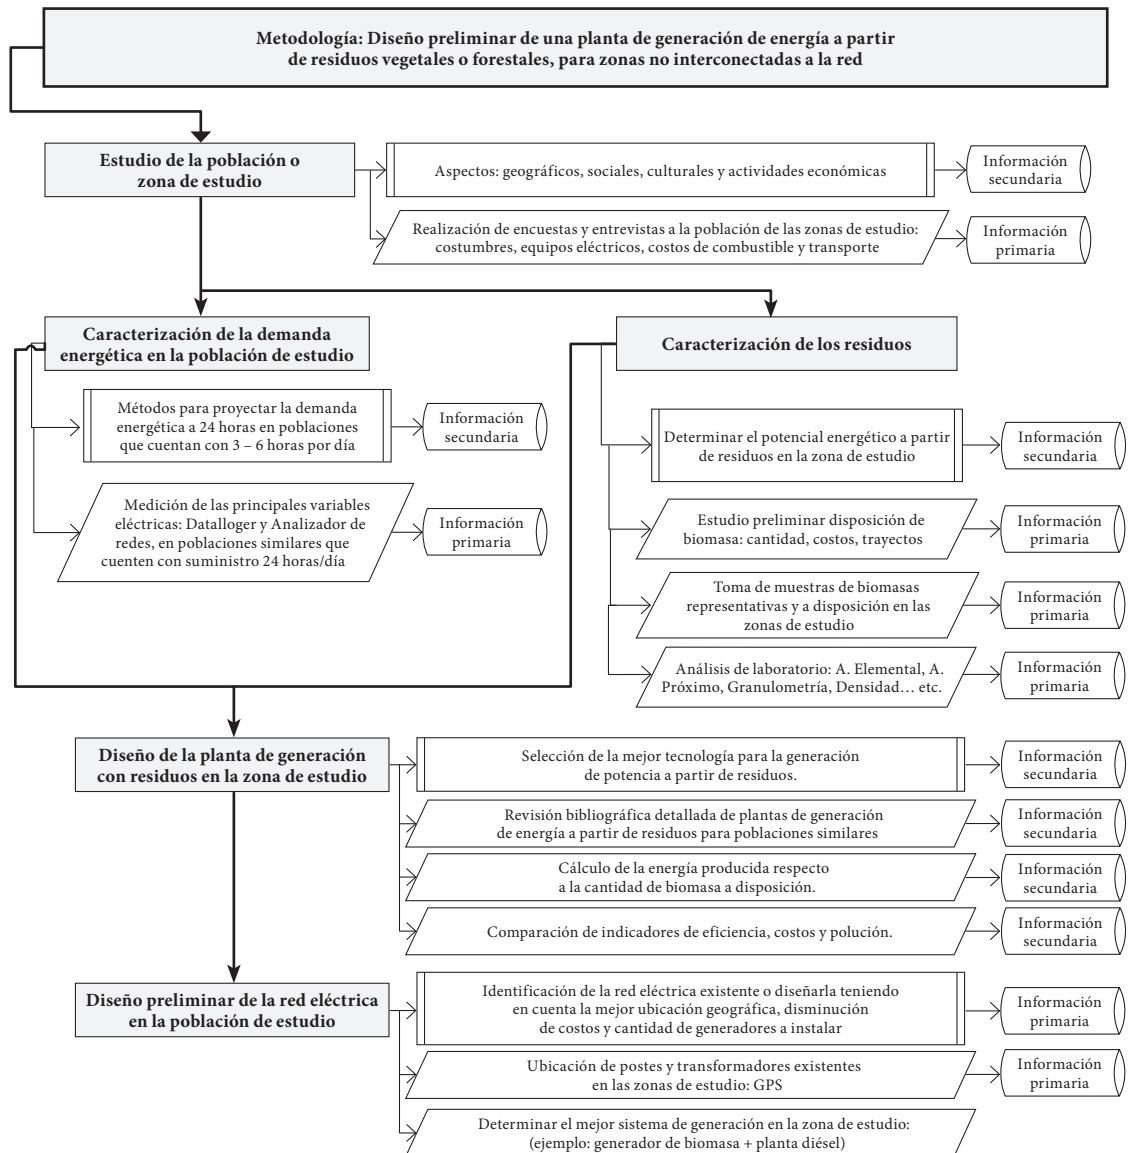 Metodología: Diseño preliminar de una planta de generación de energía a partir
de residuos vegetales o forestales, para zonas no interconectadas a la red
Estudio de la población o
zona de estudio
Aspectos: geográficos, sociales, culturales y actividades económicas
Información
secundaria
Realización de encuestas y entrevistas a la población de las zonas de estudio:
costumbres, equipos eléctricos, costos de combustible y transporte
Información
primaria
Caracterización de la demanda
energética en la población de estudio
Métodos para proyectar la demanda
energética a 24 horas en poblaciones
que cuentan con 3 – 6 horas por día
Información
secundaria
Medición de las principales variables
eléctricas: Datalloger y Analizador de
redes, en poblaciones similares que
cuenten con suministro 24 horas/día
Información
primaria
Caracterización de los residuos
Determinar el potencial energético a partir
de residuos en la zona de estudio
Información
secundaria
Estudio preliminar disposición de
biomasa: cantidad, costos, trayectos
Información
primaria
Toma de muestras de biomasas
representativas y a disposición en las
zonas de estudio
Información
primaria
Análisis de laboratorio: A. Elemental, A.
Próximo, Granulometría, Densidad… etc.
Información
primaria
Diseño de la planta de generación
con residuos en la zona de estudio
Selección de la mejor tecnología para la generación
de potencia a partir de residuos.
Información
secundaria
Revisión bibliográfica detallada de plantas de generación
de energía a partir de residuos para poblaciones similares
Información
secundaria
Cálculo de la energía producida respecto
a la cantidad de biomasa a disposición.
Información
secundaria
Comparación de indicadores de eficiencia, costos y polución.
Información
secundaria
Diseño preliminar de la red eléctrica
en la población de estudio
Identificación de la red eléctrica existente o diseñarla teniendo
en cuenta la mejor ubicación geográfica, disminución
de costos y cantidad de generadores a instalar
Información
primaria
Ubicación de postes y transformadores existentes
en las zonas de estudio: GPS
Información
primaria
Determinar el mejor sistema de generación en la zona de estudio:
(ejemplo: generador de biomasa + planta diésel)